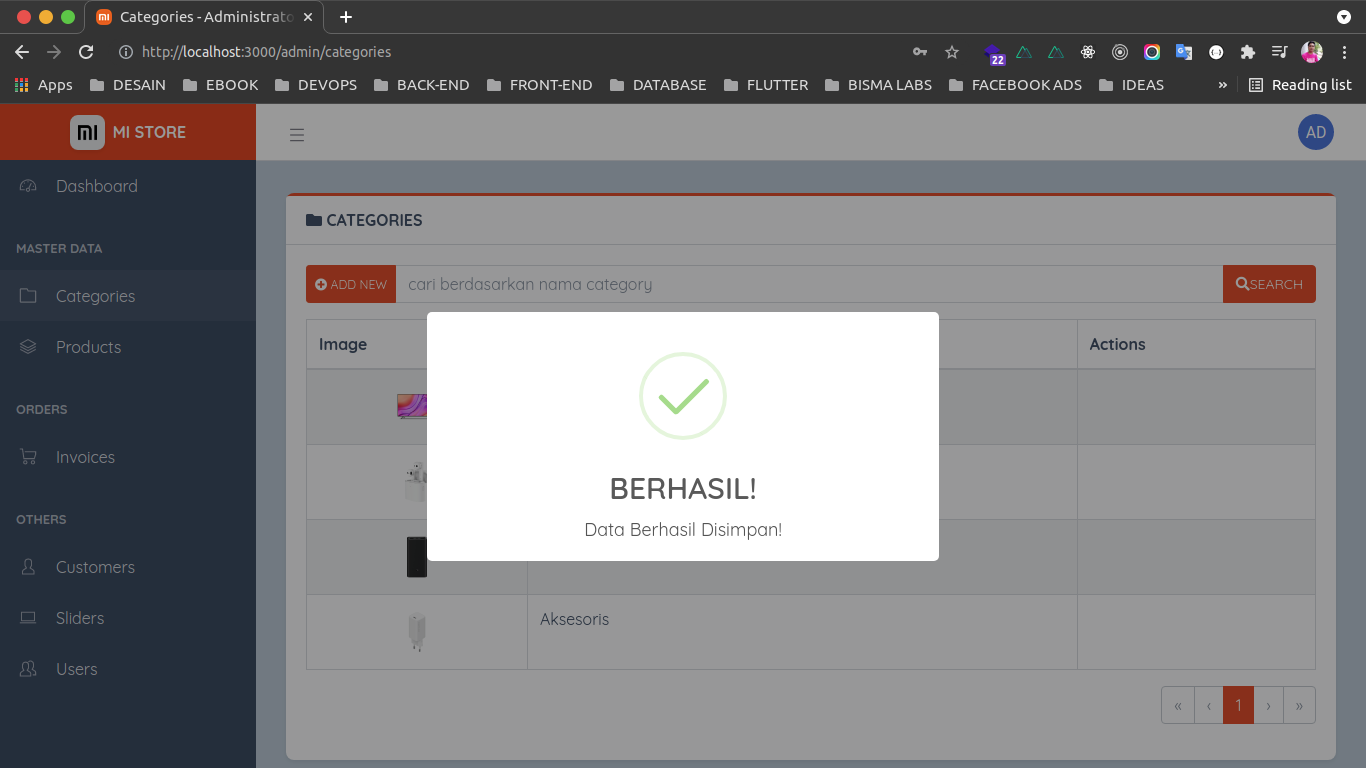 Categories - Administrato
http://localhost:3000/admin/categories
22
Apps
DESAIN
EBOOK
DEVOPS
BACK-END
FRONT-END
DATABASE
FLUTTER
BISMA LABS
FACEBOOK ADS
IDEAS
»
Reading list
MI STORE
AD
Dashboard
MASTER DATA
Categories
Products
ORDERS
Invoices
OTHERS
Customers
Sliders
Users
CATEGORIES
ADD NEW
cari berdasarkan nama category
SEARCH
Image
Actions
BERHASIL!
Data Berhasil Disimpan!
Aksesoris
« ‹ 1 › »